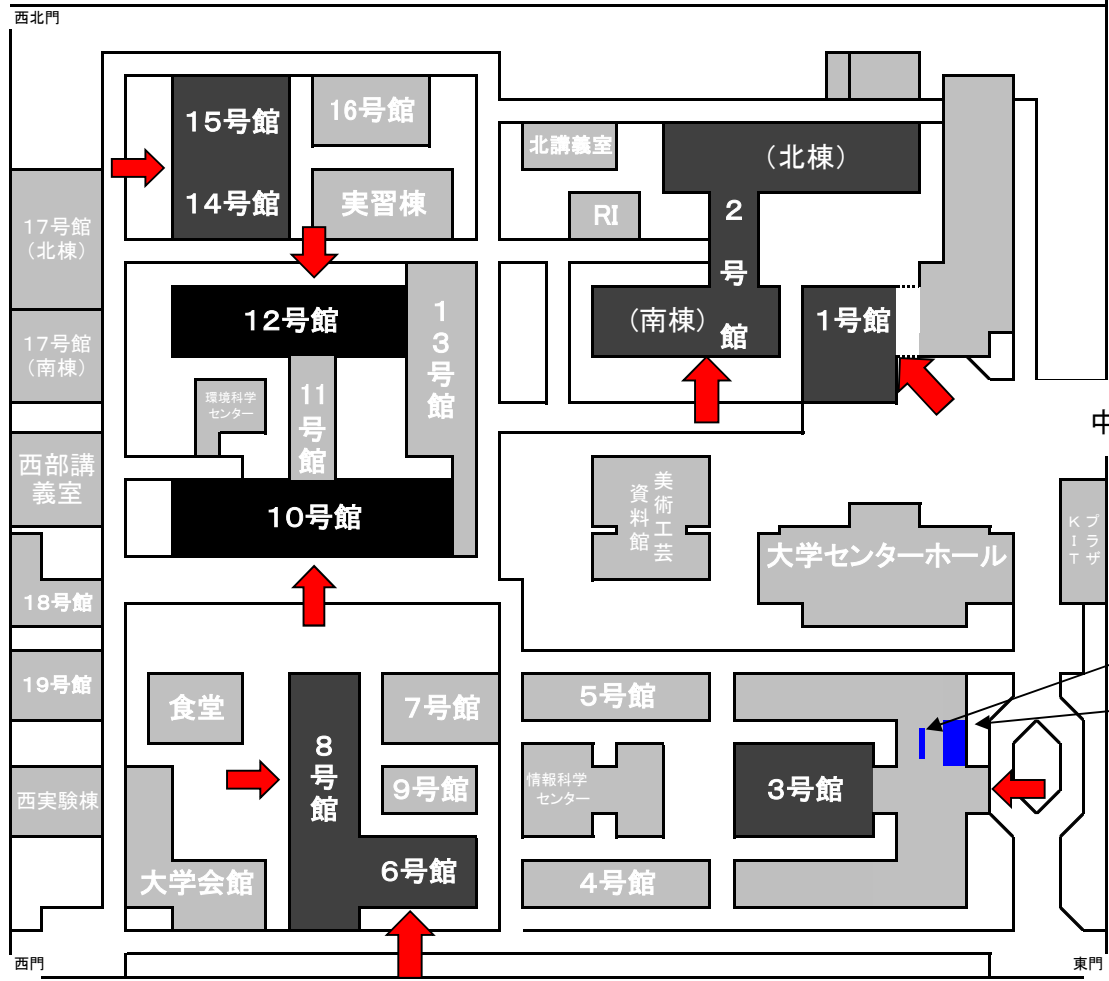 西北門
15号館
14号館
16号館
実習棟
北講義室
(北棟)
RI
2号館
(南棟)
1号館
17号館
(北棟)
17号館
(南棟)
12号館
13号館
11号館
環境科学
センター
10号館
西部講
義室
中
美術工芸
資料館
大学センターホール
KIT
プラザ
18号館
19号館
食堂
7号館
8号館
9号館
6号館
5号館
情報科学
センター
3号館
西実験棟
大学会館
4号館
西門
東門